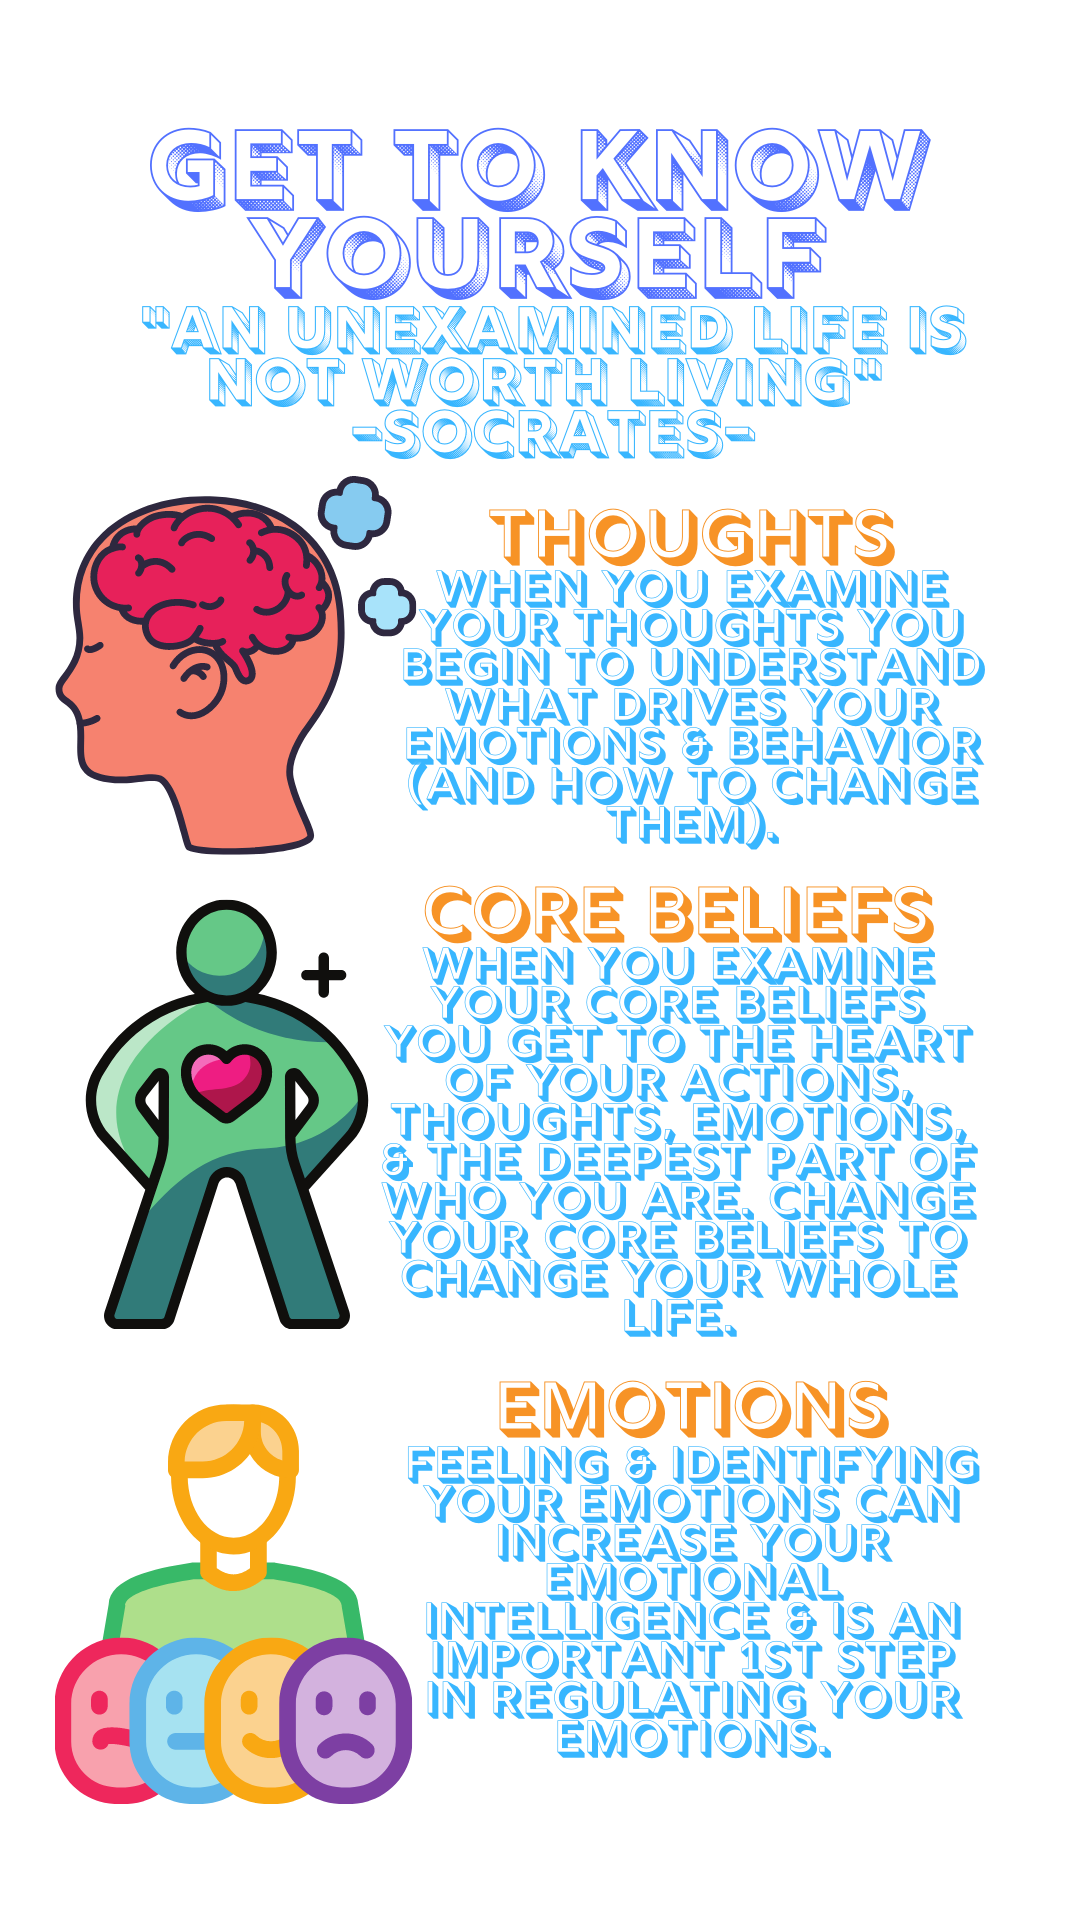 GET TO KNOW
YOURSELF
"AN UNEXAMINED LIFE IS
NOT WORTH LIVING"
-SOCRATES-
THOUGHTS
WHEN YOU EXAMINE
YOUR THOUGHTS YOU
BEGIN TO UNDERSTAND
WHAT DRIVES YOUR
EMOTIONS & BEHAVIOR
(AND HOW TO CHANGE
THEM).
CORE BELIEFS
WHEN YOU EXAMINE
YOUR CORE BELIEFS
YOU GET TO THE HEART
OF YOUR ACTIONS,
THOUGHTS, EMOTIONS,
& THE DEEPEST PART OF
WHO YOU ARE. CHANGE
YOUR CORE BELIEFS TO
CHANGE YOUR WHOLE
LIFE.
EMOTIONS
FEELING & IDENTIFYING
YOUR EMOTIONS CAN
INCREASE YOUR
EMOTIONAL
INTELLIGENCE & IS AN
IMPORTANT 1ST STEP
IN REGULATING YOUR
EMOTIONS.